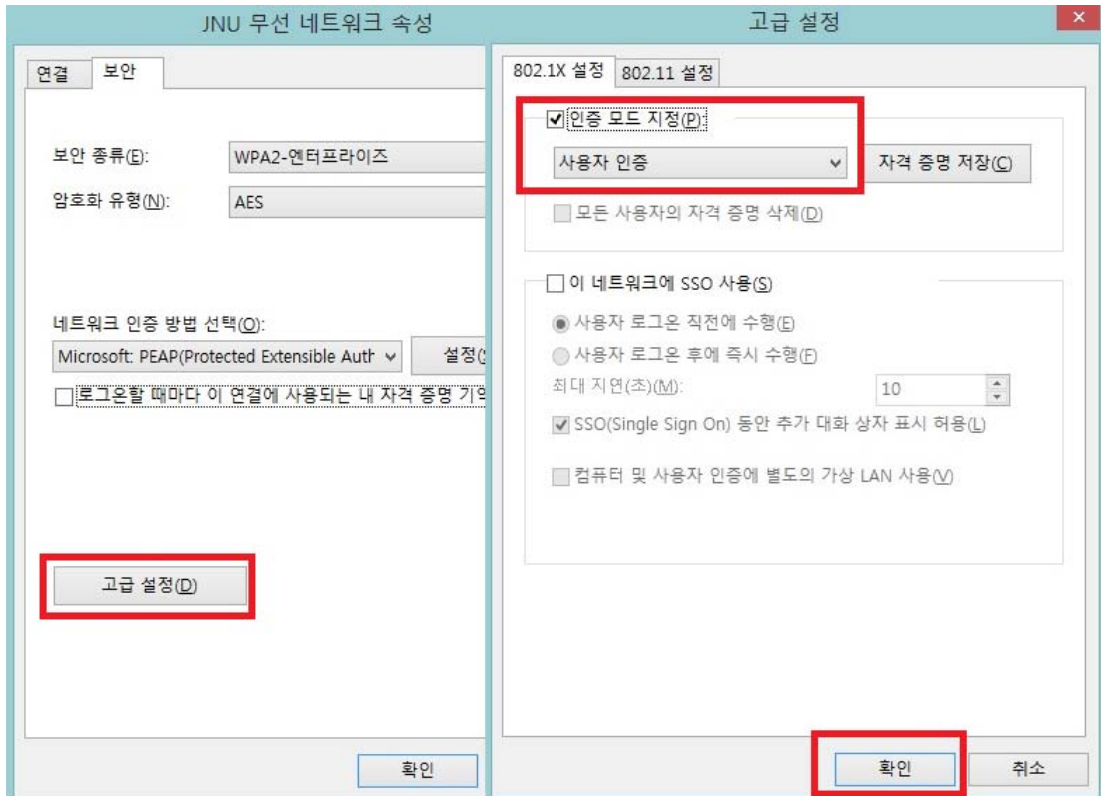 JNU 무선 네트워크 속성
연결
보안
보안 종류(E):
WPA2-엔터프라이즈
암호화 유형(N):
AES
네트워크 인증 방법 선택(O):
Microsoft: PEAP(Protected Extensible Auth
설정(
로그온할 때마다 이 연결에 사용되는 내 자격 증명 기억
고급 설정(D)
확인
고급 설정
802.1X 설정
802.11 설정
인증 모드 지정(P):
사용자 인증
자격 증명 저장(C)
모든 사용자의 자격 증명 삭제(D)
이 네트워크에 SSO 사용(S)
사용자 로그온 직전에 수행(E)
사용자 로그온 후에 즉시 수행(F)
최대 지연(초)(M):
10
SSO(Single Sign On) 동안 추가 대화 상자 표시 허용(L)
컴퓨터 및 사용자 인증에 별도의 가상 LAN 사용(V)
확인
취소